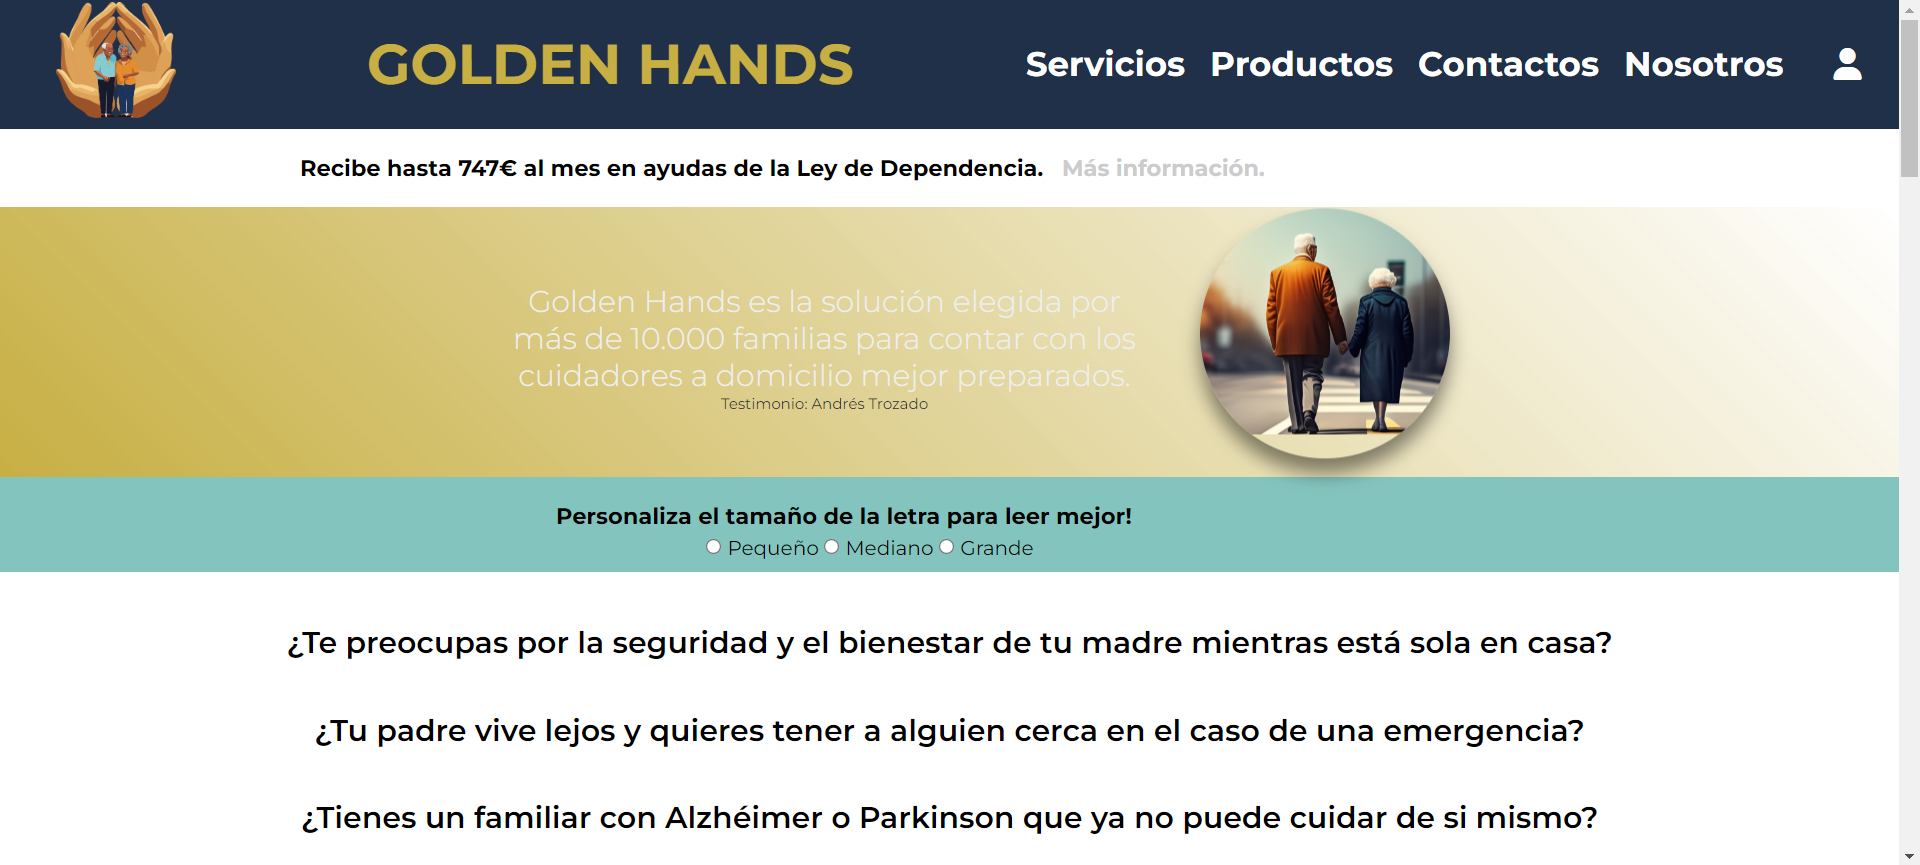 GOLDEN HANDS
Servicios Productos Contactos Nosotros
Recibe hasta 747€ al mes en ayudas de la Ley de Dependencia. Más información.
Golden Hands es la solución elegida por
más de 10.000 familias para contar con los
cuidadores a domicilio mejor preparados.
Testimonio: Andrés Trozado
Personaliza el tamaño de la letra para leer mejor!
Pequeño Mediano Grande
¿Te preocupas por la seguridad y el bienestar de tu madre mientras está sola en casa?
¿Tu padre vive lejos y quieres tener a alguien cerca en el caso de una emergencia?
¿Tienes un familiar con Alzhéimer o Parkinson que ya no puede cuidar de si mismo?